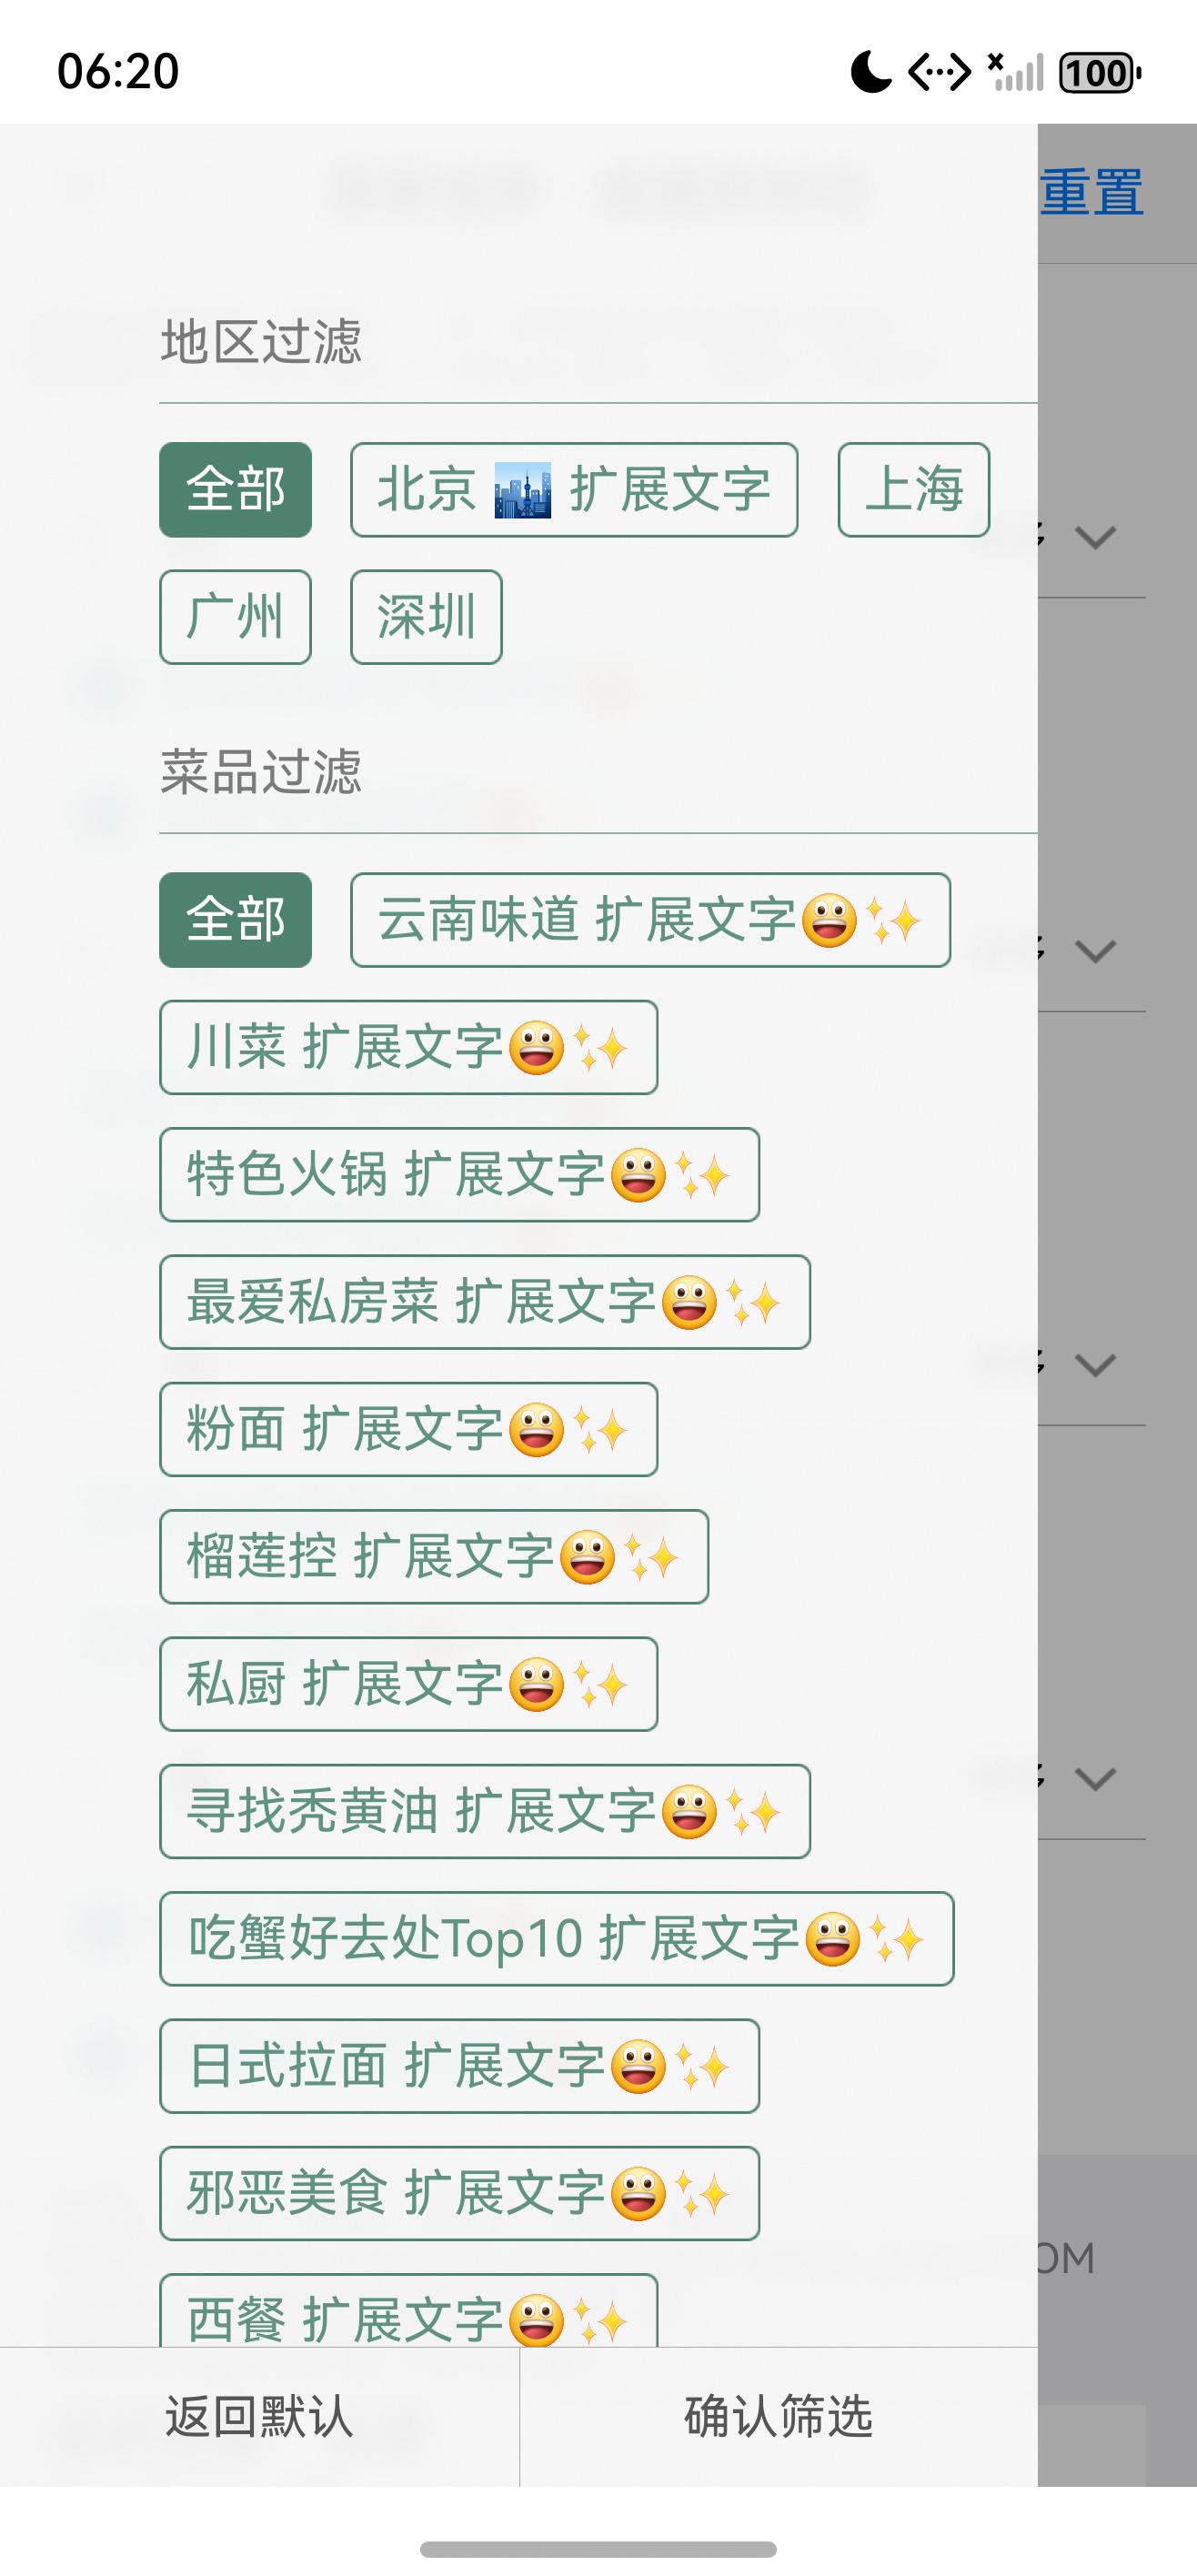 06:20
100
重置
地区过滤
全部 北京 🏙️ 扩展文字 上海
广州 深圳
菜品过滤
全部 云南味道 扩展文字😀✨
川菜 扩展文字😀✨
特色火锅 扩展文字😀✨
最爱私房菜 扩展文字😀✨
粉面 扩展文字😀✨
榴莲控 扩展文字😀✨
私厨 扩展文字😀✨
寻找秃黄油 扩展文字😀✨
吃蟹好去处Top10 扩展文字😀✨
日式拉面 扩展文字😀✨
邪恶美食 扩展文字😀✨
OM
西餐 扩展文字😀✨
返回默认 确认筛选